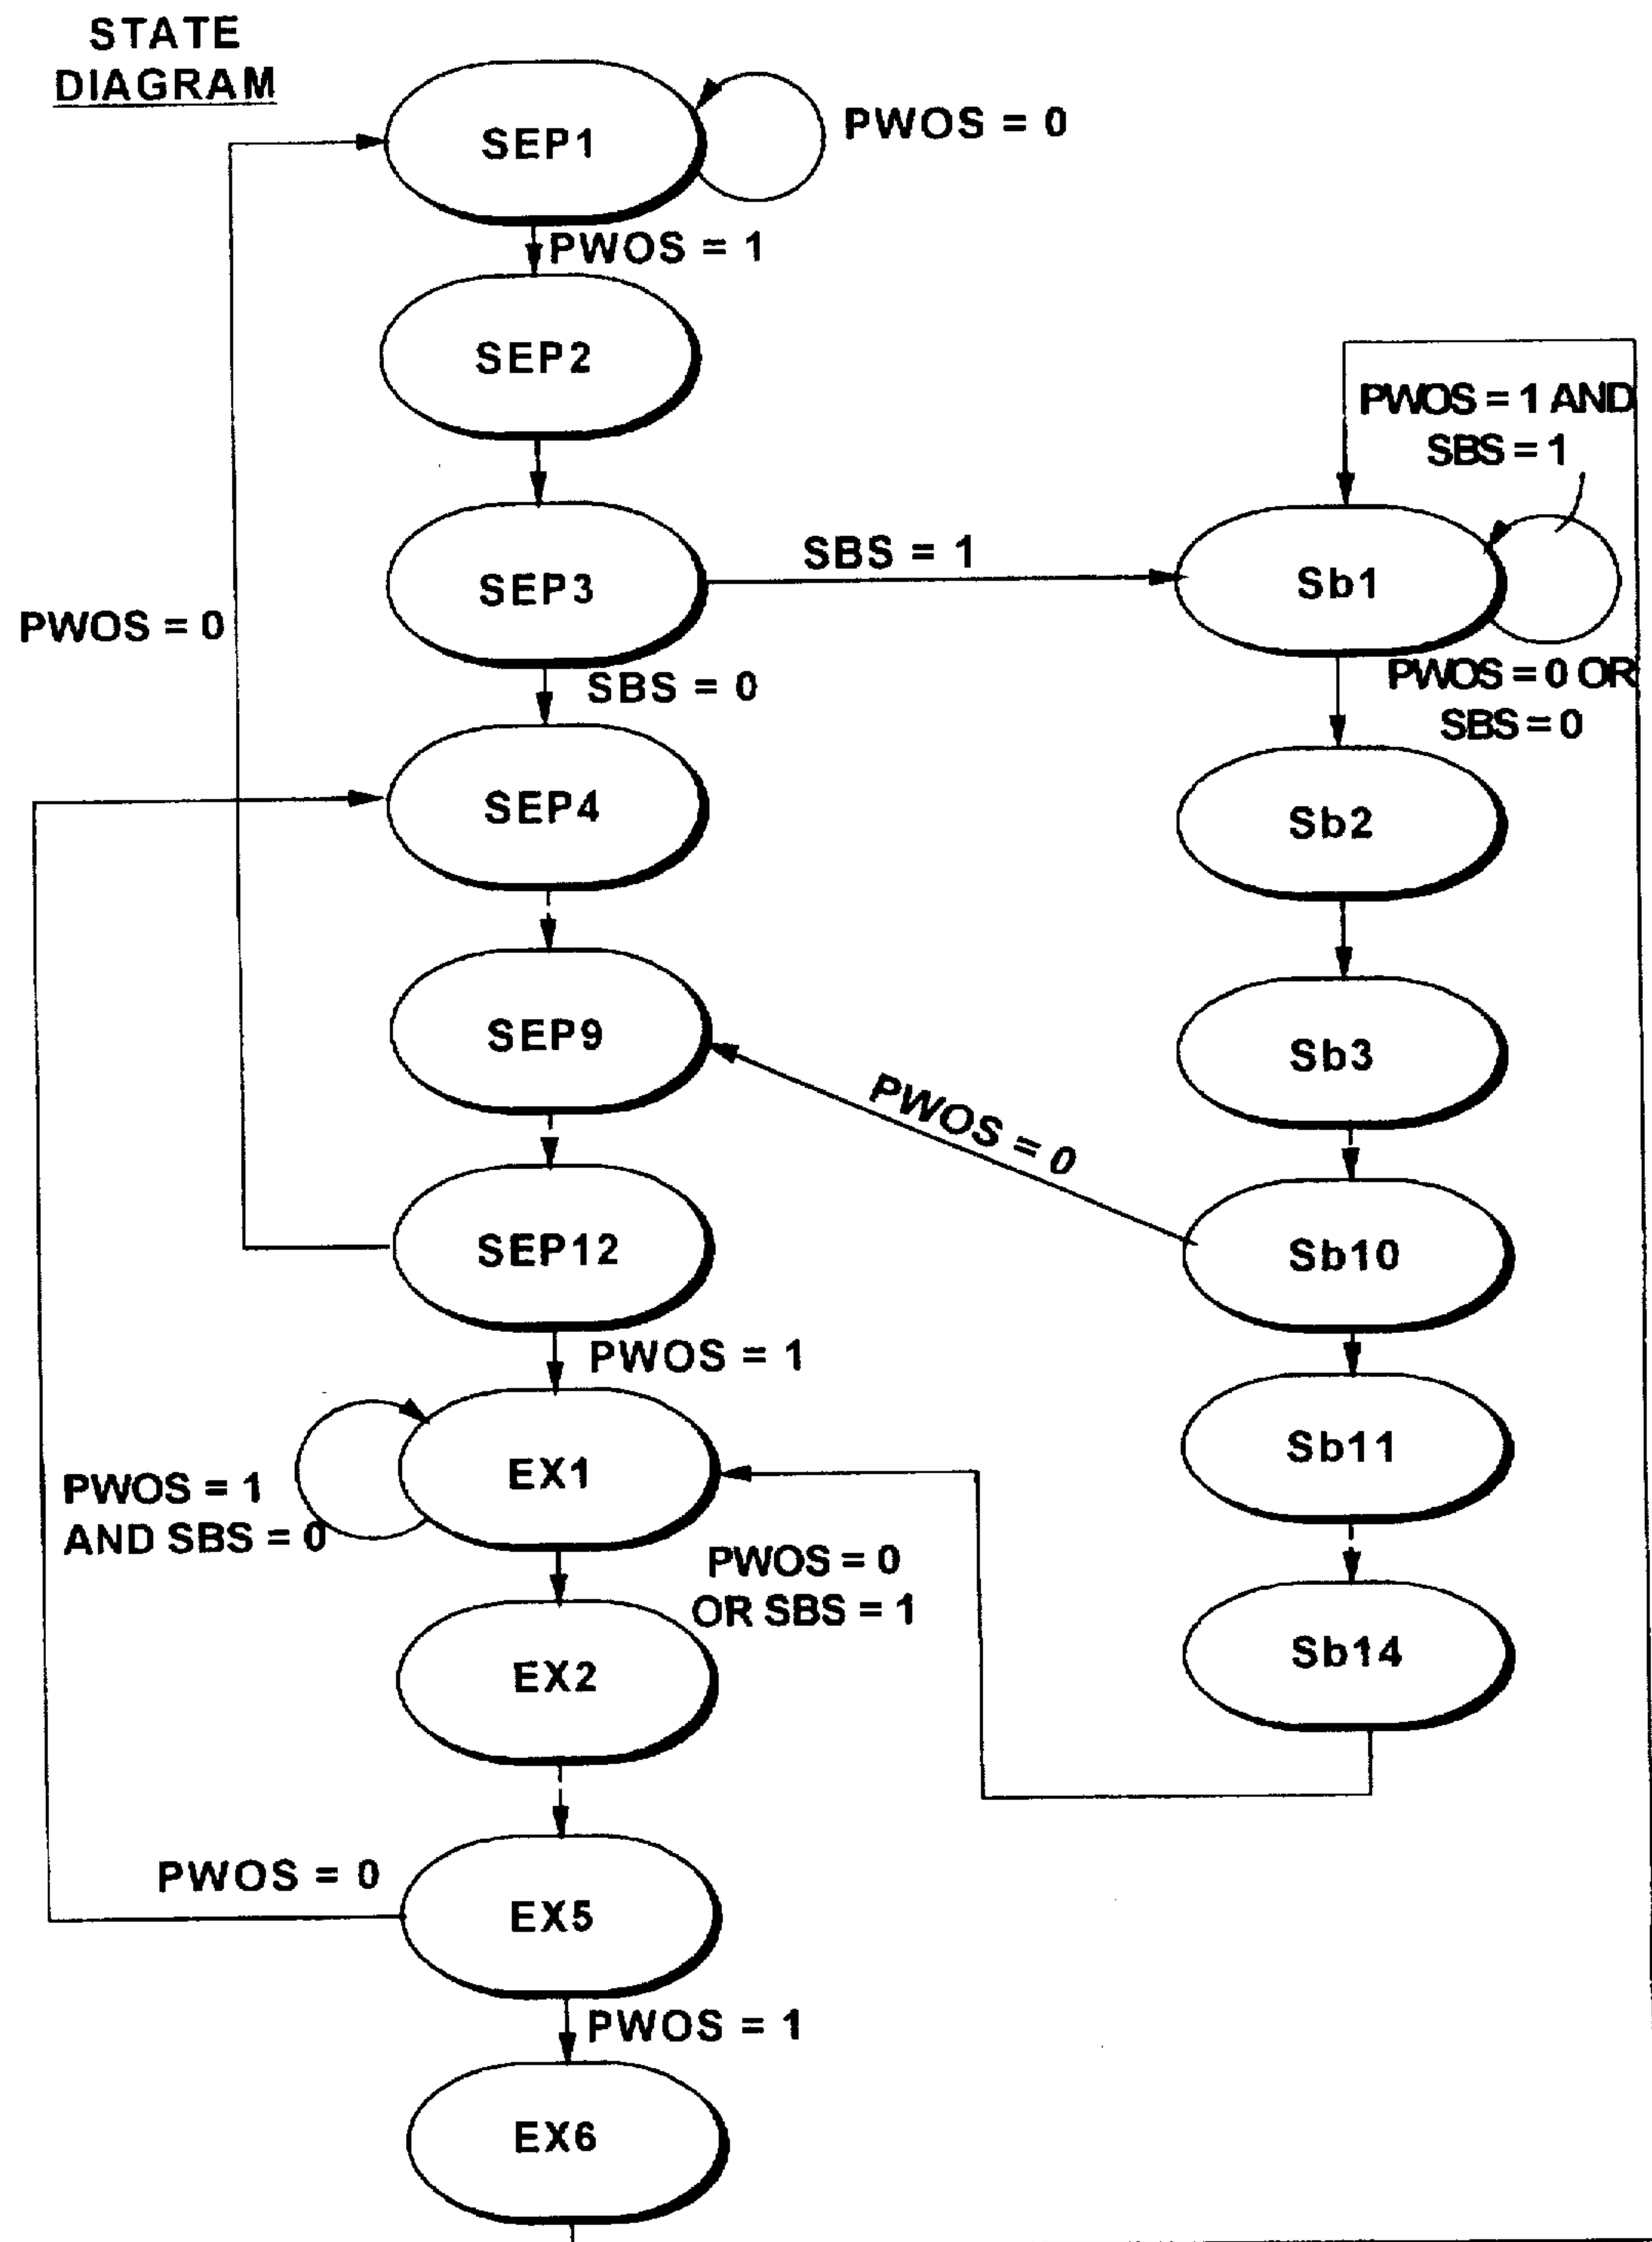 STATE
DIAGRAM
SEP1
PWOS = 0
PWOS = 1
SEP2
PWOS = 1 AND
SBS = 1
SEP3
SBS = 1
Sb1
PWOS = 0
SBS = 0
PWOS = 0 OR
SBS = 0
SEP4
Sb2
SEP9
Sb3
PWOS = 0
SEP12
Sb10
PWOS = 1
EX1
Sb11
PWOS = 1
AND SBS = 0
PWOS = 0
OR SBS = 1
EX2
Sb14
PWOS = 0
EX5
PWOS = 1
EX6